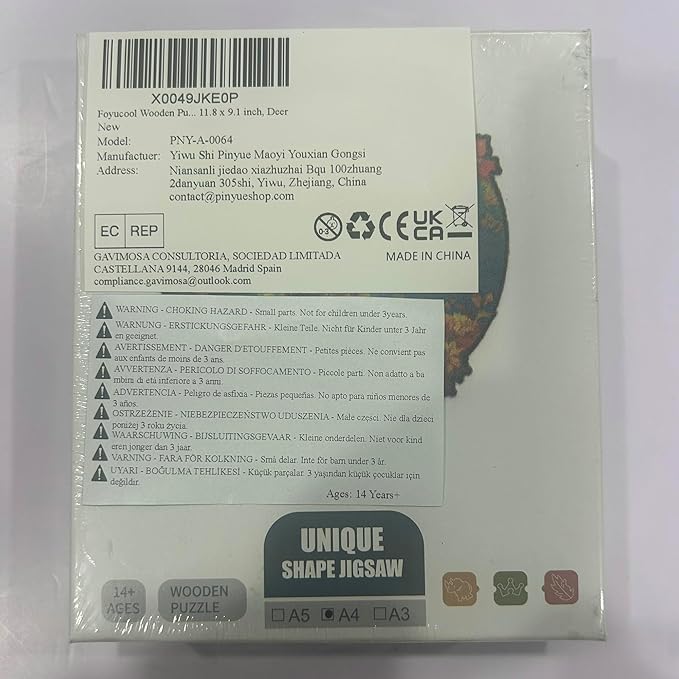 X0049JKE0P
Foyucool Wooden Pu... 11.8 x 9.1 inch, Deer
New
Model: PNY-A-0064
Manufactuer: Yiwu Shi Pinyue Maoyi Youxian Gongsi
Address: Niansanli jiedao xiazhuzhai Bqu 100zhuang
2danyuan 305shi, Yiwu, Zhejiang, China
contact@pinyueshop.com
EC REP
0-3 CE UK CA
GAVIMOSA CONSULTORIA, SOCIEDAD LIMITADA
MADE IN CHINA
CASTELLANA 9144, 28046 Madrid Spain
compliance.gavimosa@outlook.com
WARNING - CHOKING HAZARD - Small parts. Not for children under 3years.
WARNUNG - ERSTICKUNGSGEFAHR - Kleine Teile. Nicht für Kinder unter 3 Jahr
en geeignet.
AVERTISSEMENT - DANGER D'ETOUFFEMENT - Petites pièces. Ne convient pas
aux enfants de moins de 3 ans.
AVVERTENZA - PERICOLO DI SOFFOCAMENTO - Piccole parti. Non adatto a ba
mbini di età inferiore a 3 anni.
ADVERTENCIA - Peligro de asfixia - Piezas pequeñas. No apto para niños menores de
3 años.
OSTRZEŻENIE - NIEBEZPIECZEŃSTWO UDUSZENIA - Małe części. Nie dla dzieci
poniżej 3 roku życia.
WAARSCHUWING - BIJSLUITINGSGEVAAR - Kleine onderdelen. Niet voor kind
eren jonger dan 3 jaar.
VARNING - FARA FÖR KOLKNING - Små delar. Inte för barn under 3 år.
UYARI - BOĞULMA TEHLİKESİ - Küçük parçalar. 3 yaşından küçük çocuklar için
değildir.
Ages: 14 Years+
UNIQUE
SHAPE JIGSAW
14+
AGES
WOODEN
PUZZLE
A5 A4 A3